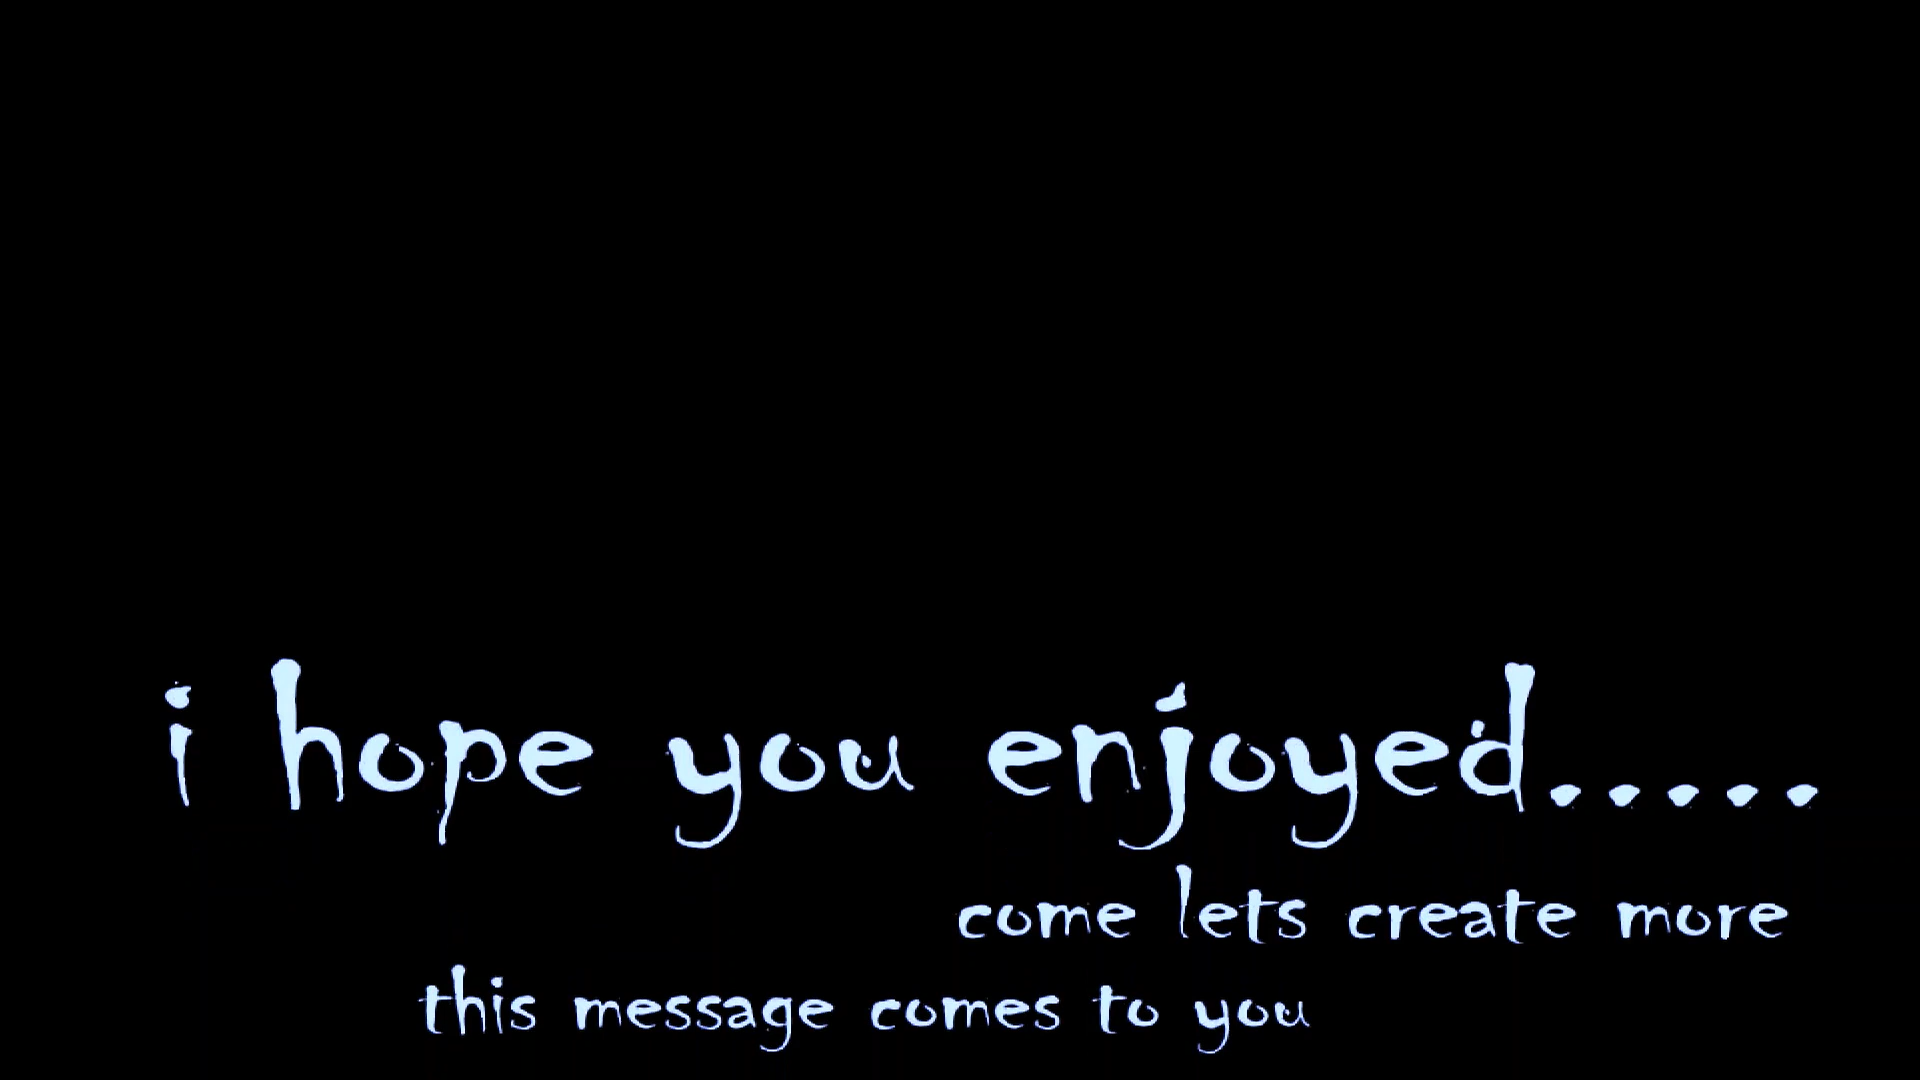 i hope you enjoyed.....
come lets create more
this message comes to you